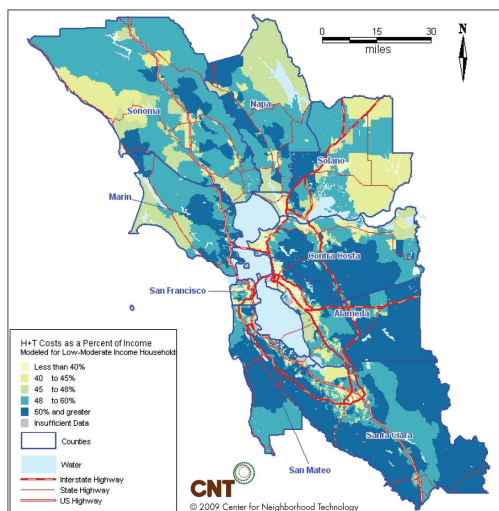 0 15 30
miles
N
Sonoma
Napa
Solano
Marin
Contra Costa
San Francisco
Alameda
H+T Costs as a Percent of Income
Modeled for Low-Moderate Income Households
Less than 40%
40 to 45%
45 to 48%
48 to 60%
60% and greater
Insufficient Data
Counties
Water
Interstate Highway
State Highway
US Highway
Santa Clara
San Mateo
CNT
© 2009 Center for Neighborhood Technology